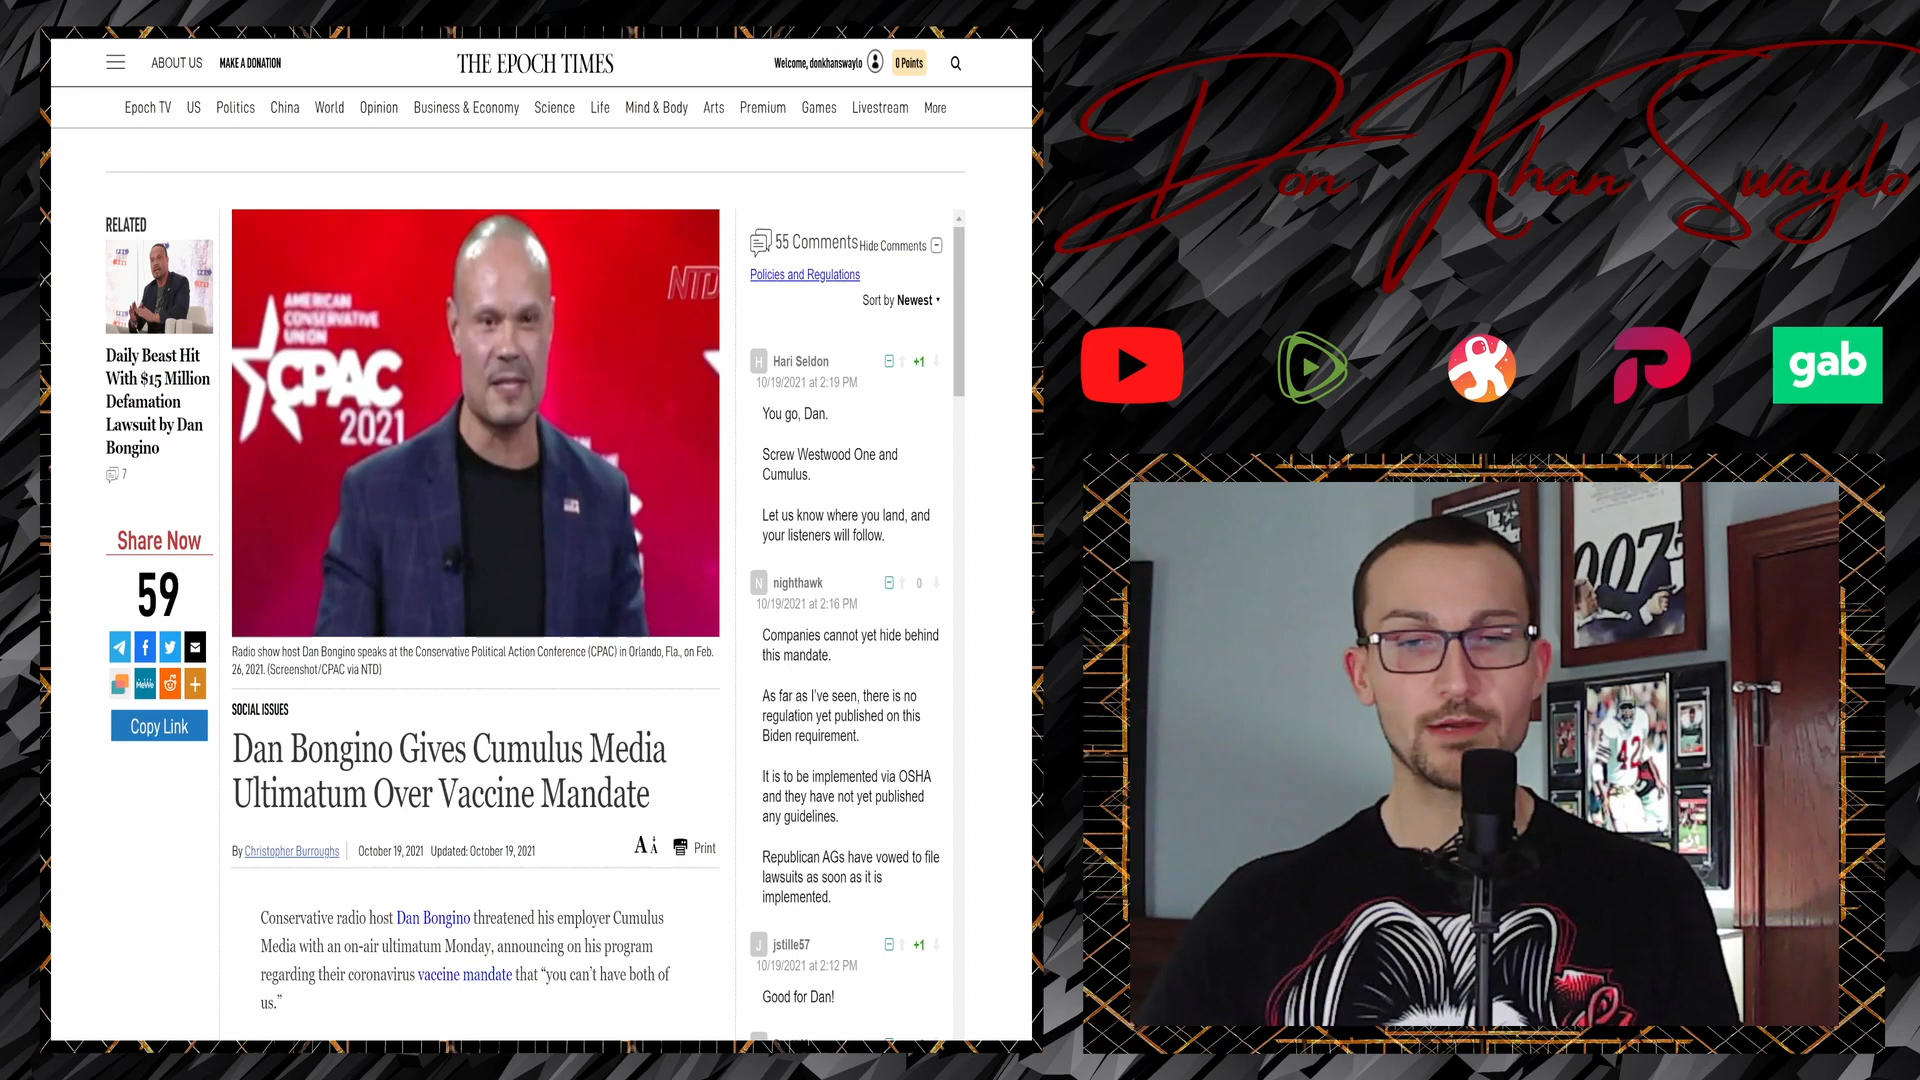 ABOUT US
MAKE A DONATION
THE EPOCH TIMES
Welcome, donkhanswaylo
0 Points
Epoch TV US Politics China World Opinion Business & Economy Science Life Mind & Body Arts Premium Games Livestream More
RELATED
Daily Beast Hit
With $15 Million
Defamation
Lawsuit by Dan
Bongino
7
Share Now
59
MeWe
Copy Link
NTD
AMERICAN
CONSERVATIVE
UNION
CPAC
2021
Radio show host Dan Bongino speaks at the Conservative Political Action Conference (CPAC) in Orlando, Fla., on Feb.
26, 2021. (Screenshot/CPAC via NTD)
SOCIAL ISSUES
Dan Bongino Gives Cumulus Media
Ultimatum Over Vaccine Mandate
By Christopher Burroughs October 19, 2021 Updated: October 19, 2021
Print
Conservative radio host Dan Bongino threatened his employer Cumulus
Media with an on-air ultimatum Monday, announcing on his program
regarding their coronavirus vaccine mandate that “you can’t have both of
us.”
55 Comments
Hide Comments
Policies and Regulations
Sort by Newest
H Hari Seldon +1
10/19/2021 at 2:19 PM
You go, Dan.
Screw Westwood One and
Cumulus.
Let us know where you land, and
your listeners will follow.
N nighthawk 0
10/19/2021 at 2:16 PM
Companies cannot yet hide behind
this mandate.
As far as I’ve seen, there is no
regulation yet published on this
Biden requirement.
It is to be implemented via OSHA
and they have not yet published
any guidelines.
Republican AGs have vowed to file
lawsuits as soon as it is
implemented.
J jstille57 +1
10/19/2021 at 2:12 PM
Good for Dan!
Don Khan Swaylo
gab
007
42